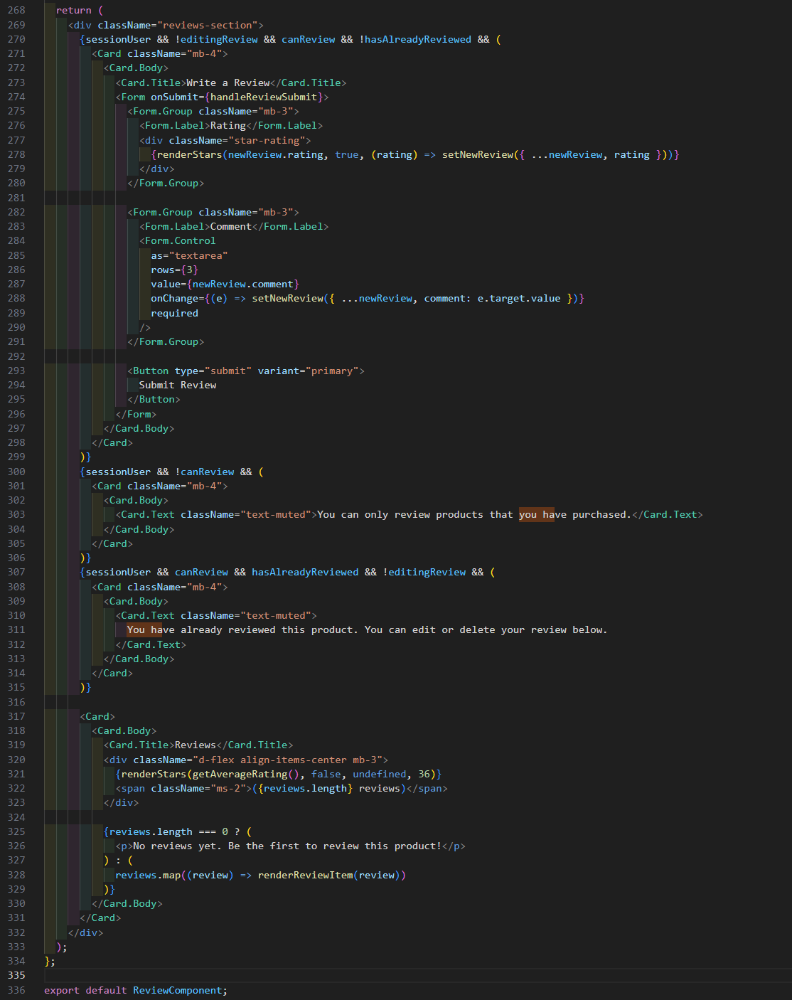 268 return (
269 <div className="reviews-section">
270 {sessionUser && !editingReview && canReview && !hasAlreadyReviewed && (
271 <Card className="mb-4">
272 <Card.Body>
273 <Card.Title>Write a Review</Card.Title>
274 <Form onSubmit={handleReviewSubmit}>
275 <Form.Group className="mb-3">
276 <Form.Label>Rating</Form.Label>
277 <div className="star-rating">
278 {renderStars(newReview.rating, true, (rating) => setNewReview({ ...newReview, rating }))}
279 </div>
280 </Form.Group>
281
282 <Form.Group className="mb-3">
283 <Form.Label>Comment</Form.Label>
284 <Form.Control
285 as="textarea"
286 rows={3}
287 value={newReview.comment}
288 onChange={(e) => setNewReview({ ...newReview, comment: e.target.value })}
289 required
290 />
291 </Form.Group>
292
293 <Button type="submit" variant="primary">
294 Submit Review
295 </Button>
296 </Form>
297 </Card.Body>
298 </Card>
299 )}
300 {sessionUser && !canReview && (
301 <Card className="mb-4">
302 <Card.Body>
303 <Card.Text className="text-muted">You can only review products that you have purchased.</Card.Text>
304 </Card.Body>
305 </Card>
306 )}
307 {sessionUser && canReview && hasAlreadyReviewed && !editingReview && (
308 <Card className="mb-4">
309 <Card.Body>
310 <Card.Text className="text-muted">
311 You have already reviewed this product. You can edit or delete your review below.
312 </Card.Text>
313 </Card.Body>
314 </Card>
315 )}
316
317 <Card>
318 <Card.Body>
319 <Card.Title>Reviews</Card.Title>
320 <div className="d-flex align-items-center mb-3">
321 {renderStars(getAverageRating(), false, undefined, 36)}
322 <span className="ms-2">({reviews.length} reviews)</span>
323 </div>
324
325 {reviews.length === 0 ? (
326 <p>No reviews yet. Be the first to review this product!</p>
327 ) : (
328 reviews.map((review) => renderReviewItem(review))
329 )}
330 </Card.Body>
331 </Card>
332 </div>
333 );
334 };
335
336 export default ReviewComponent;